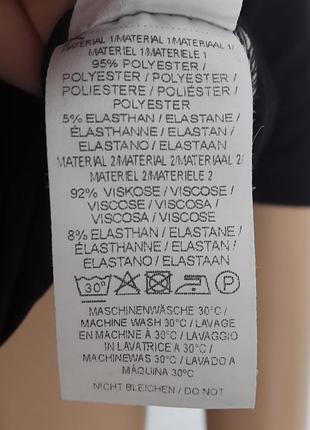 MATERIAL 1/MATERIAL 1/MATERIAAL 1/
MATERIEL 1/MATERIELE 1
95% POLYESTER /
POLYESTER / POLYESTER /
POLIESTERE / POLIÉSTER /
POLYESTER
5% ELASTHAN / ELASTANE /
ÉLASTHANNE / ELASTAN /
ELASTANO / ELASTAAN
MATERIAL 2/MATERIAL 2/MATERIAAL 2/
MATERIEL 2/MATERIELE 2
92% VISKOSE / VISCOSE /
VISCOSE / VISCOSA /
VISCOSA / VISCOSE
8% ELASTHAN / ELASTANE /
ÉLASTHANNE / ELASTAN /
ELASTANO / ELASTAAN
30° P
MASCHINENWÄSCHE 30°C /
MACHINE WASH 30°C / LAVAGE
EN MACHINE À 30°C / LAVAGGIO
IN LAVATRICE A 30°C /
MACHINEWAS 30°C / LAVADO A
MÁQUINA 30ºC
NICHT BLEICHEN / DO NOT